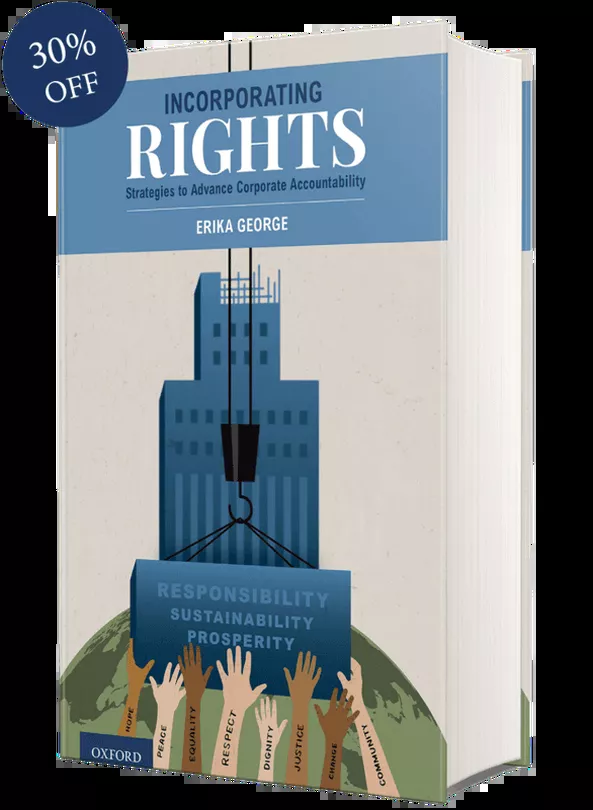 30%
OFF
INCORPORATING
RIGHTS
Strategies to Advance Corporate Accountability
ERIKA GEORGE
RESPONSIBILITY
SUSTAINABILITY
PROSPERITY
HOPE
PEACE
EQUALITY
RESPECT
DIGNITY
JUSTICE
CHANGE
COMMUNITY
OXFORD